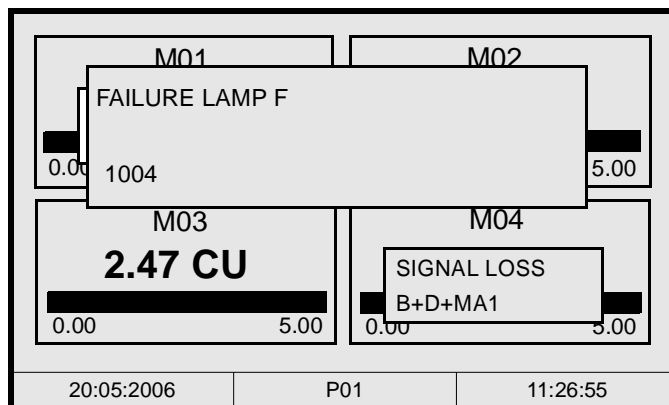 M01
M02
FAILURE LAMP F
1004
0.00
5.00
M03
M04
2.47 CU
SIGNAL LOSS
B+D+MA1
0.00
5.00
0.00
5.00
20:05:2006
P01
11:26:55